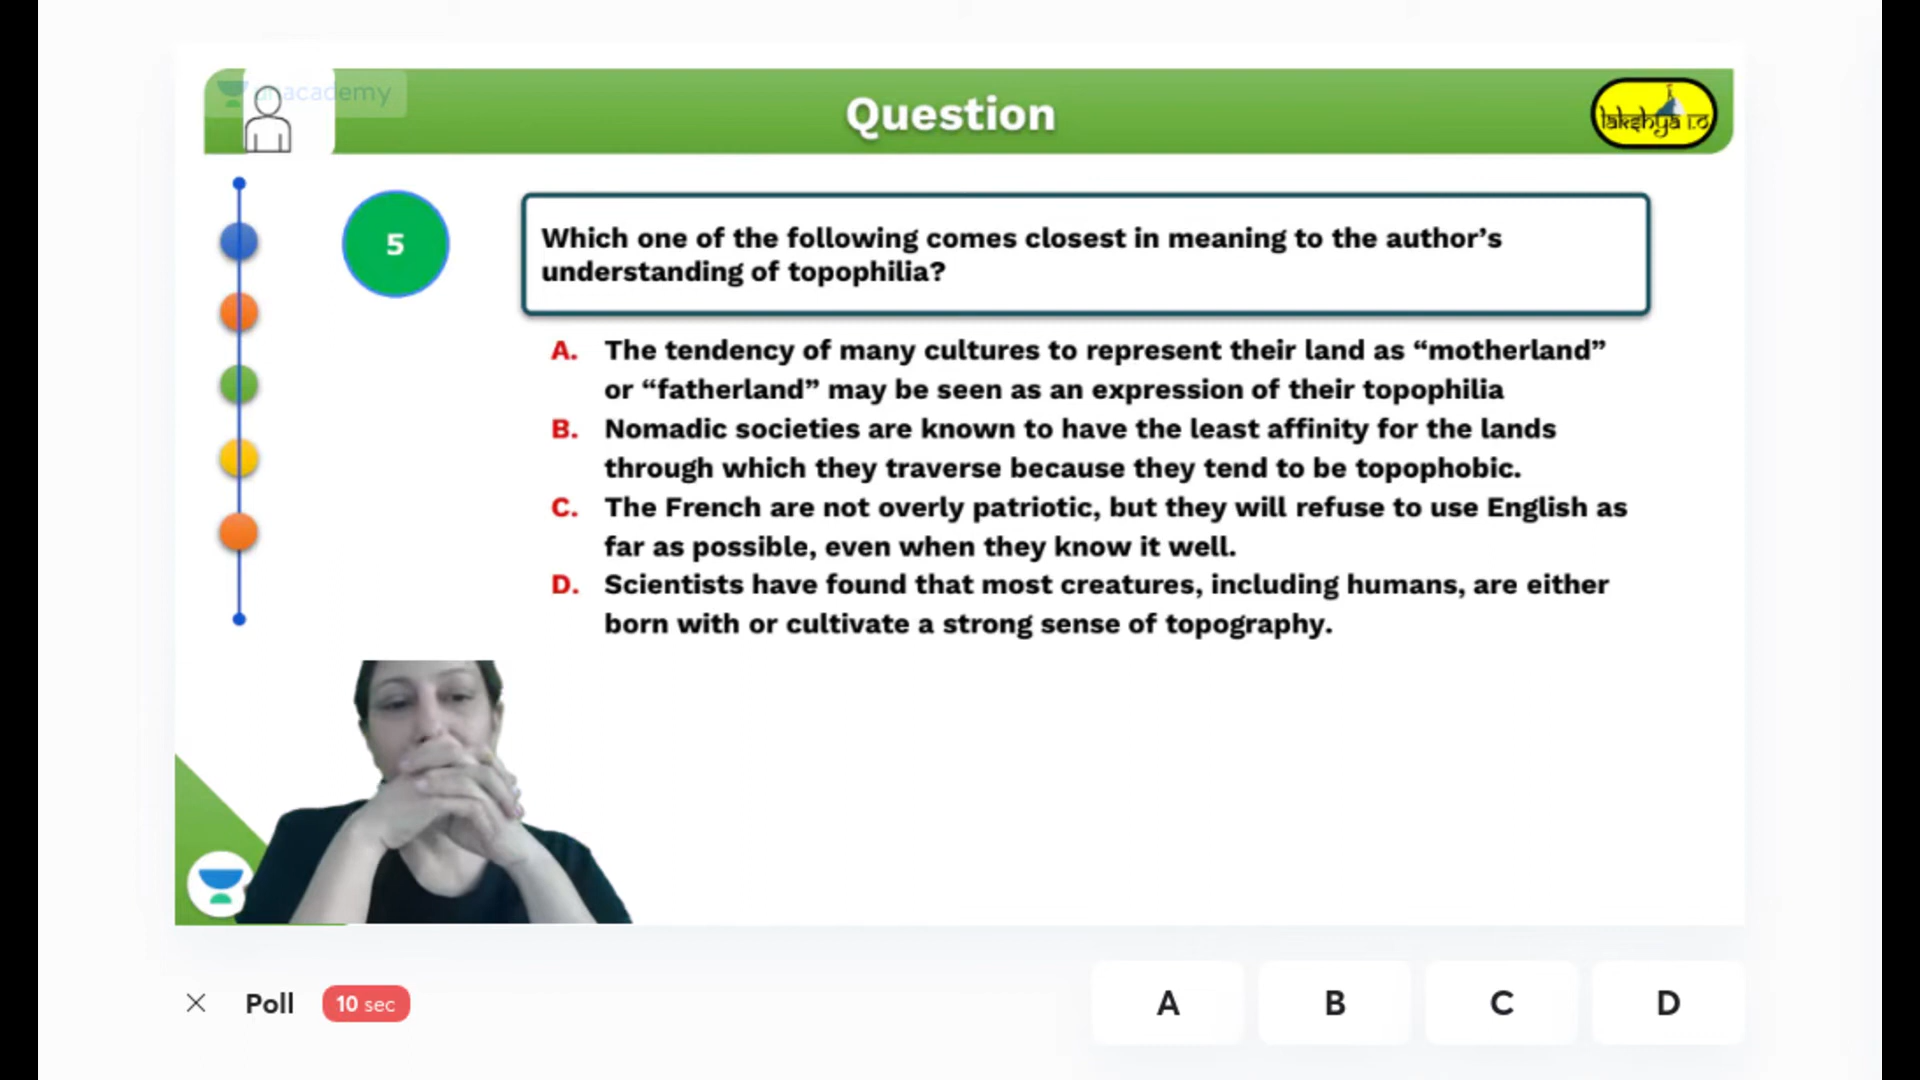 unacademy
Question
lakshya 1.0
5
Which one of the following comes closest in meaning to the author’s
understanding of topophilia?
A. The tendency of many cultures to represent their land as “motherland”
or “fatherland” may be seen as an expression of their topophilia
B. Nomadic societies are known to have the least affinity for the lands
through which they traverse because they tend to be topophobic.
C. The French are not overly patriotic, but they will refuse to use English as
far as possible, even when they know it well.
D. Scientists have found that most creatures, including humans, are either
born with or cultivate a strong sense of topography.
Poll 10 sec A B C D